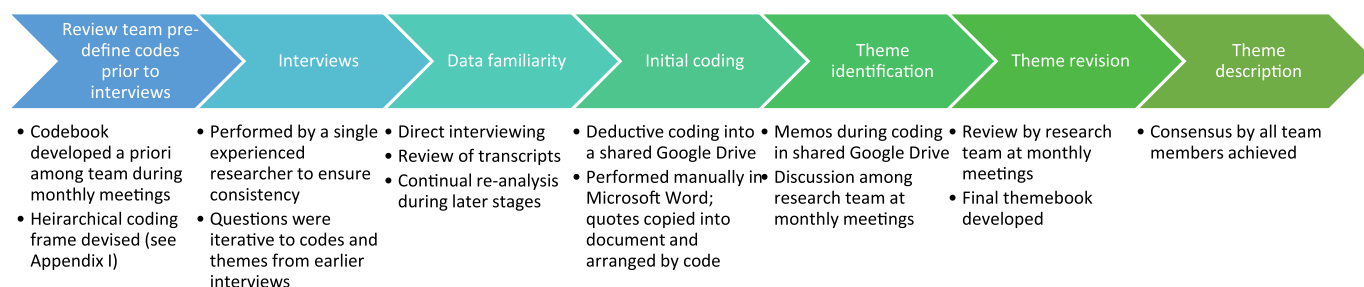 Review team pre-
define codes
prior to
interviews
Interviews
Data familiarity
Initial coding
Theme
identification
Theme revision
Theme
description
• Codebook
developed a priori
among team during
monthly meetings
• Heirarchical coding
frame devised (see
Appendix I)
• Performed by a single
experienced
researcher to ensure
consistency
• Questions were
iterative to codes and
themes from earlier
interviews
• Direct interviewing
• Review of transcripts
• Continual re-analysis
during later stages
• Deductive coding into
a shared Google Drive
• Performed manually in
Microsoft Word;
quotes copied into
document and
arranged by code
• Memos during coding
in shared Google Drive
• Discussion among
research team at
monthly meetings
• Review by research
team at monthly
meetings
• Final themebook
developed
• Consensus by all team
members achieved